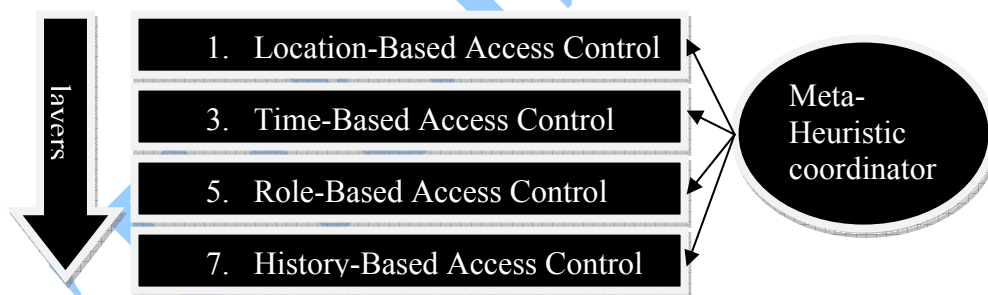 layers
1. Location-Based Access Control
3. Time-Based Access Control
5. Role-Based Access Control
7. History-Based Access Control
Meta-
Heuristic
coordinator